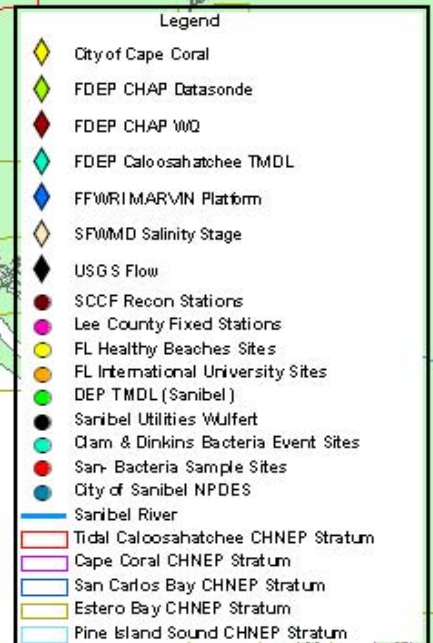 Legend
City of Cape Coral
FDEP CHAP Datasonde
FDEP CHAP WQ
FDEP Caloosahatchee TMDL
FFWRI MARVIN Platform
SFWMD Salinity Stage
USGS Flow
SCCF Recon Stations
Lee County Fixed Stations
FL Healthy Beaches Sites
FL International University Sites
DEP TMDL (Sanibel)
Sanibel Utilities Wulfert
Clam & Dinkins Bacteria Event Sites
San- Bacteria Sample Sites
City of Sanibel NPDES
Sanibel River
Tidal Caloosahatchee CHNEP Stratum
Cape Coral CHNEP Stratum
San Carlos Bay CHNEP Stratum
Estero Bay CHNEP Stratum
Pine Island Sound CHNEP Stratum